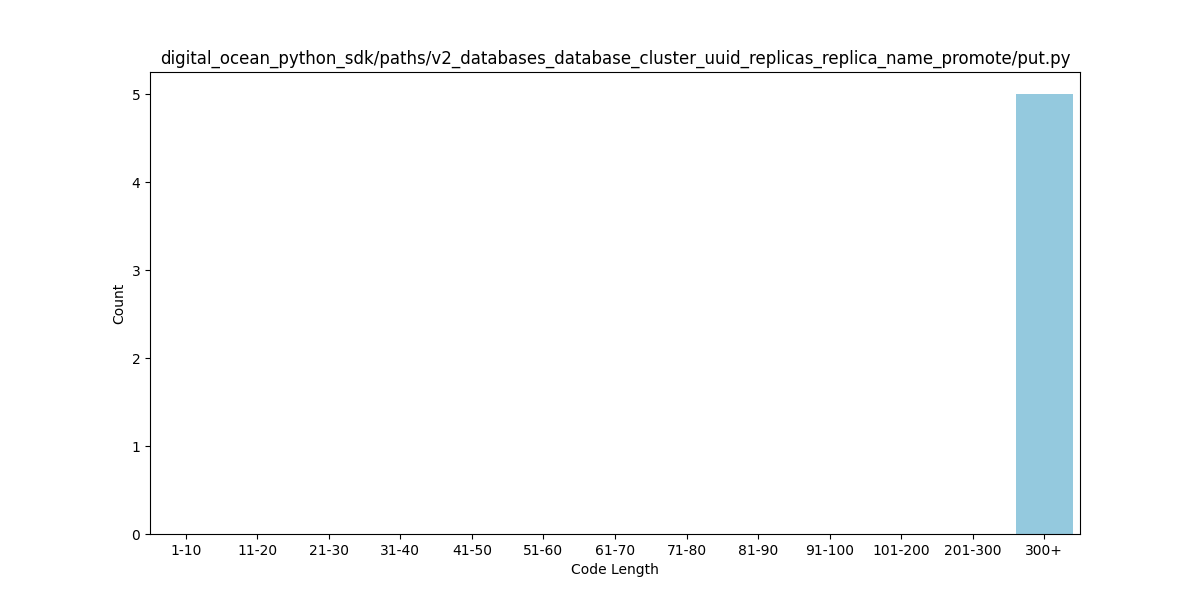 digital_ocean_python_sdk/paths/v2_databases_database_cluster_uuid_replicas_replica_name_promote/put.py
5
4
3
2
1
0
Count
1-10 11-20 21-30 31-40 41-50 51-60 61-70 71-80 81-90 91-100 101-200 201-300 300+
Code Length